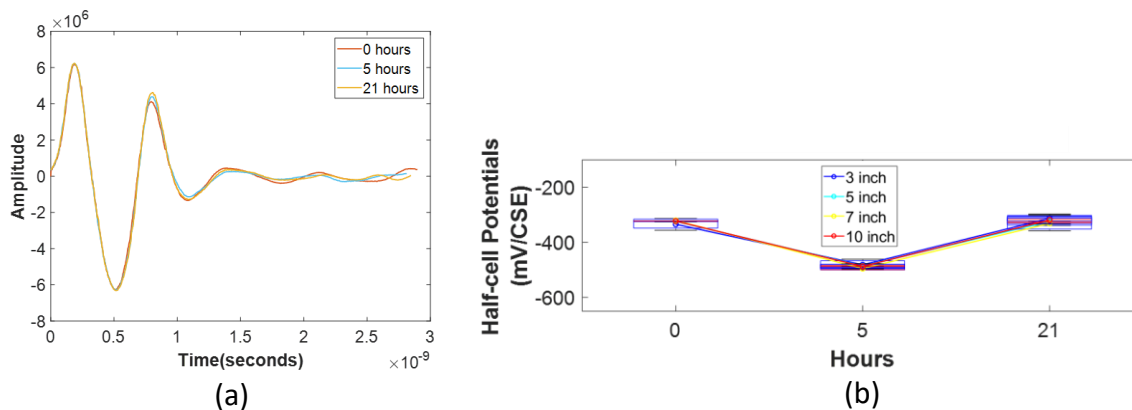 ×10⁶
8
6
4
2
0
-2
-4
-6
-8
Amplitude
0 hours
5 hours
21 hours
0 0.5 1 1.5 2 2.5 3
Time(seconds) ×10⁻⁹
(a)
Half-cell Potentials
(mV/CSE)
-200
-400
-600
3 inch
5 inch
7 inch
10 inch
0 5 21
Hours
(b)